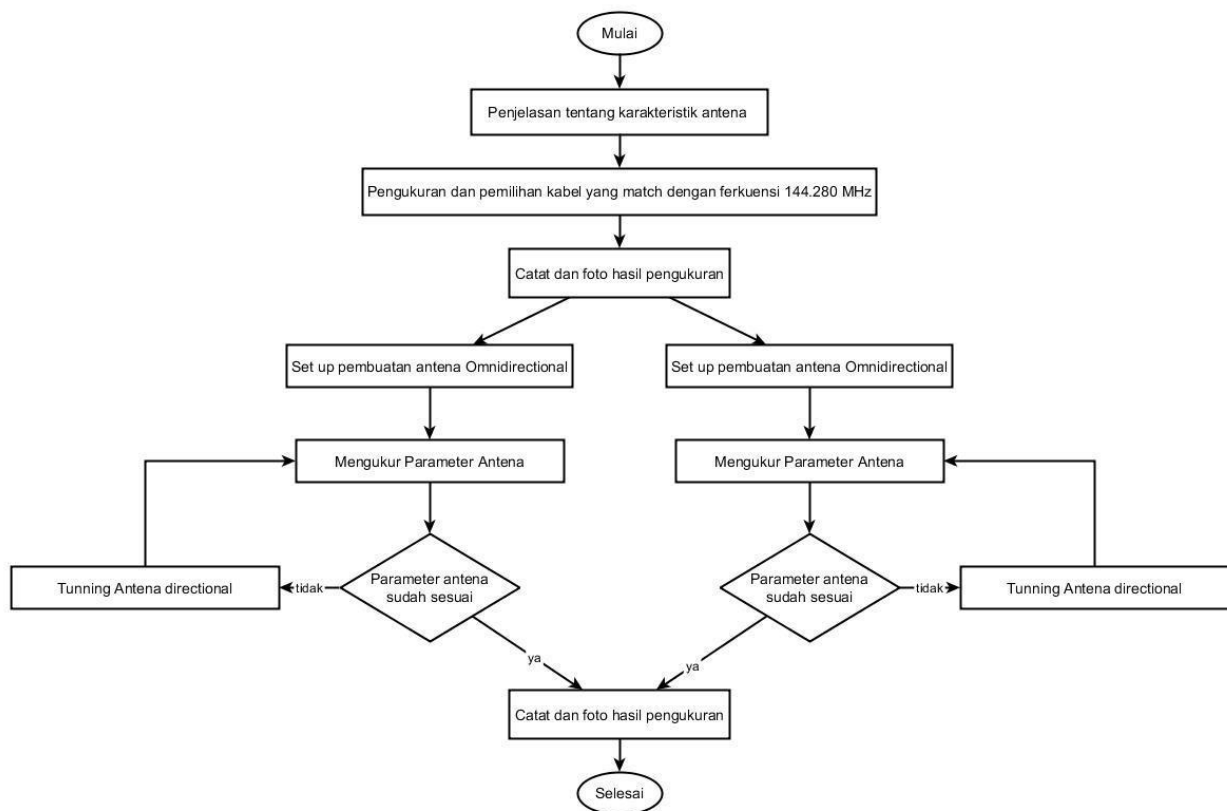 Mulai
Penjelasan tentang karakteristik antena
Pengukuran dan pemilihan kabel yang match dengan ferkuensi 144.280 MHz
Catat dan foto hasil pengukuran
Set up pembuatan antena Omnidirectional
Set up pembuatan antena Omnidirectional
Mengukur Parameter Antena
Mengukur Parameter Antena
Tunning Antena directional
tidak
Parameter antena
sudah sesuai
Parameter antena
sudah sesuai
tidak
Tunning Antena directional
ya
ya
Catat dan foto hasil pengukuran
Selesai